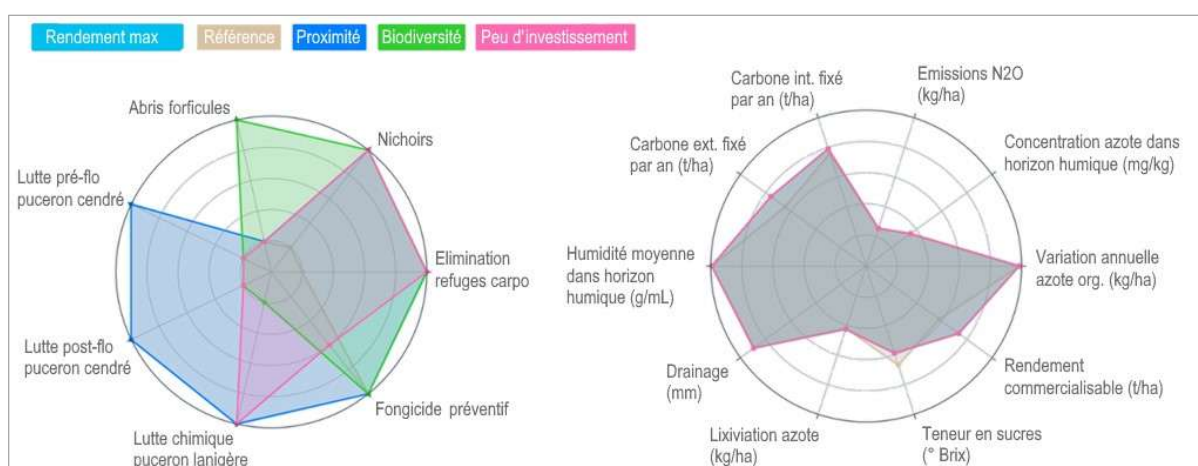 Rendement max
Référence
Proximité
Biodiversité
Peu d'investissement
Abris forficules
Nichoirs
Elimination
refuges carpo
Fongicide préventif
Lutte chimique
puceron lanigère
Lutte post-flo
puceron cendré
Lutte pré-flo
puceron cendré
Carbone int. fixé
par an (t/ha)
Emissions N2O
(kg/ha)
Concentration azote dans
horizon humique (mg/kg)
Variation annuelle
azote org. (kg/ha)
Rendement
commercialisable (t/ha)
Teneur en sucres
(° Brix)
Lixiviation azote
(kg/ha)
Drainage
(mm)
Humidité moyenne
dans horizon
humique (g/mL)
Carbone ext. fixé
par an (t/ha)